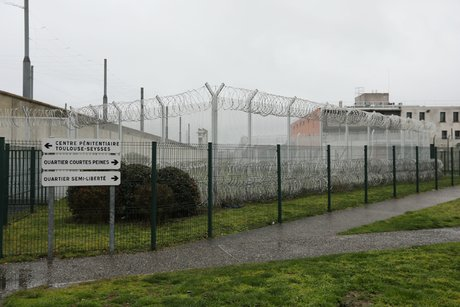 CENTRE PÉNITENTIAIRE
TOULOUSE-SEYSSES
QUARTIER COURTES PEINES
QUARTIER SEMI-LIBERTÉ